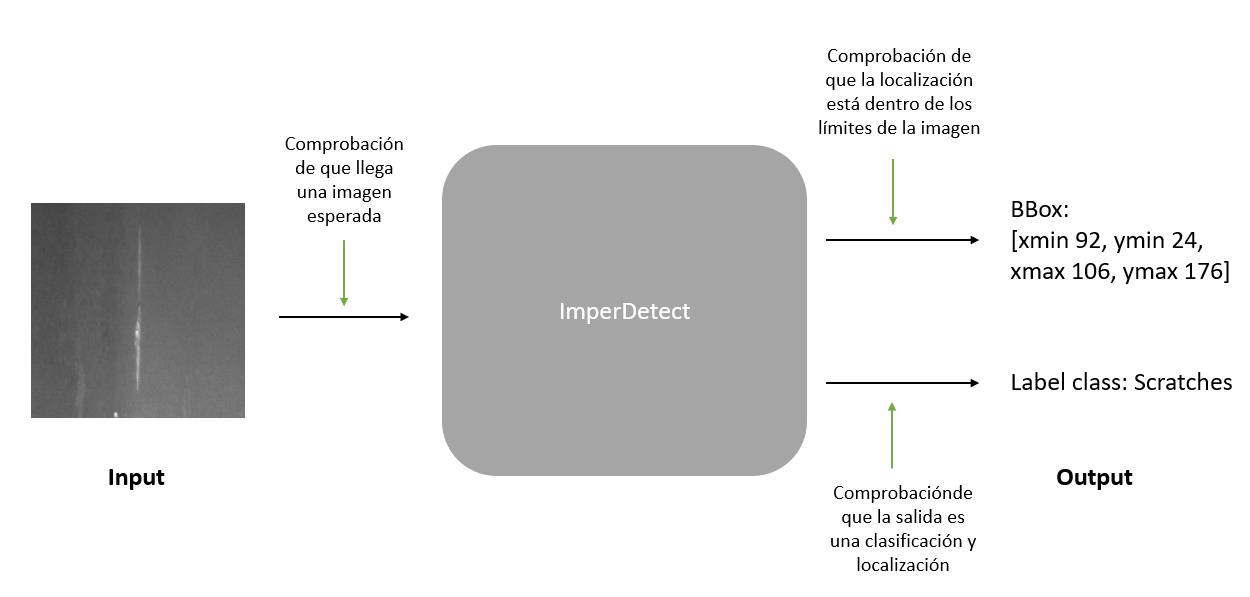 Comprobación de
que la localización
está dentro de los
límites de la imagen
Comprobación
de que llega
una imagen
esperada
BBox:
[xmin 92, ymin 24,
xmax 106, ymax 176]
ImperDetect
Label class: Scratches
Input
Output
Comprobaciónde
que la salida es
una clasificación y
localización